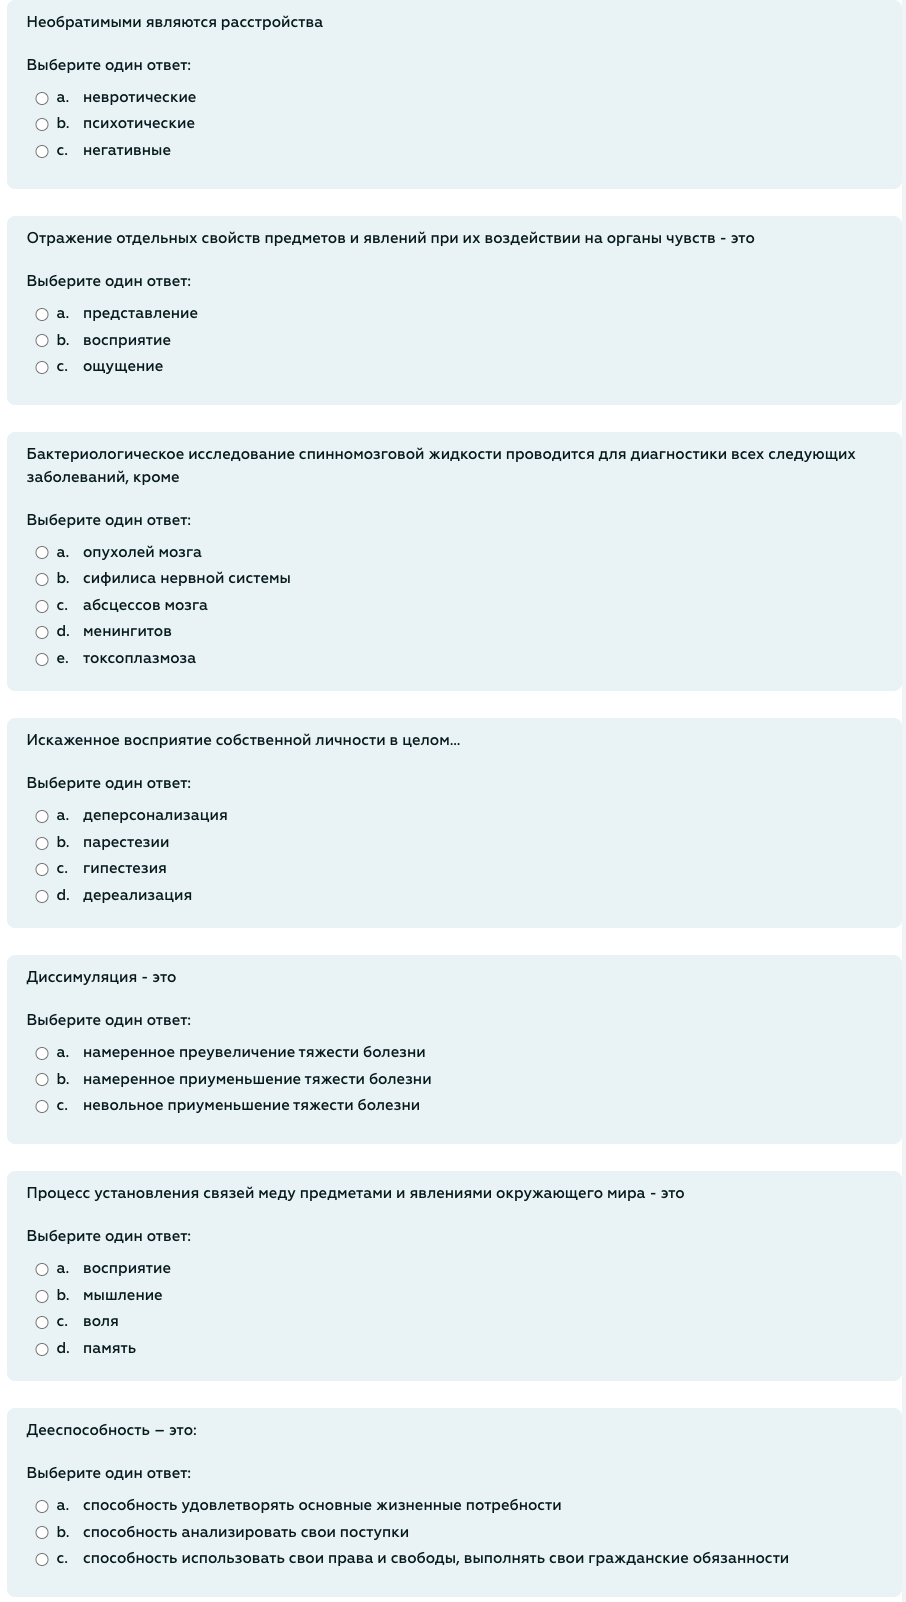 Необратимыми являются расстройства
Выберите один ответ:
a. невротические
b. психотические
c. негативные
Отражение отдельных свойств предметов и явлений при их воздействии на органы чувств - это
Выберите один ответ:
a. представление
b. восприятие
c. ощущение
Бактериологическое исследование спинномозговой жидкости проводится для диагностики всех следующих
заболеваний, кроме
Выберите один ответ:
a. опухолей мозга
b. сифилиса нервной системы
c. абсцессов мозга
d. менингитов
e. токсоплазмоза
Искаженное восприятие собственной личности в целом...
Выберите один ответ:
a. деперсонализация
b. парестезии
c. гипестезия
d. дереализация
Диссимуляция - это
Выберите один ответ:
a. намеренное преувеличение тяжести болезни
b. намеренное приуменьшение тяжести болезни
c. невольное приуменьшение тяжести болезни
Процесс установления связей меду предметами и явлениями окружающего мира - это
Выберите один ответ:
a. восприятие
b. мышление
c. воля
d. память
Дееспособность – это:
Выберите один ответ:
a. способность удовлетворять основные жизненные потребности
b. способность анализировать свои поступки
c. способность использовать свои права и свободы, выполнять свои гражданские обязанности